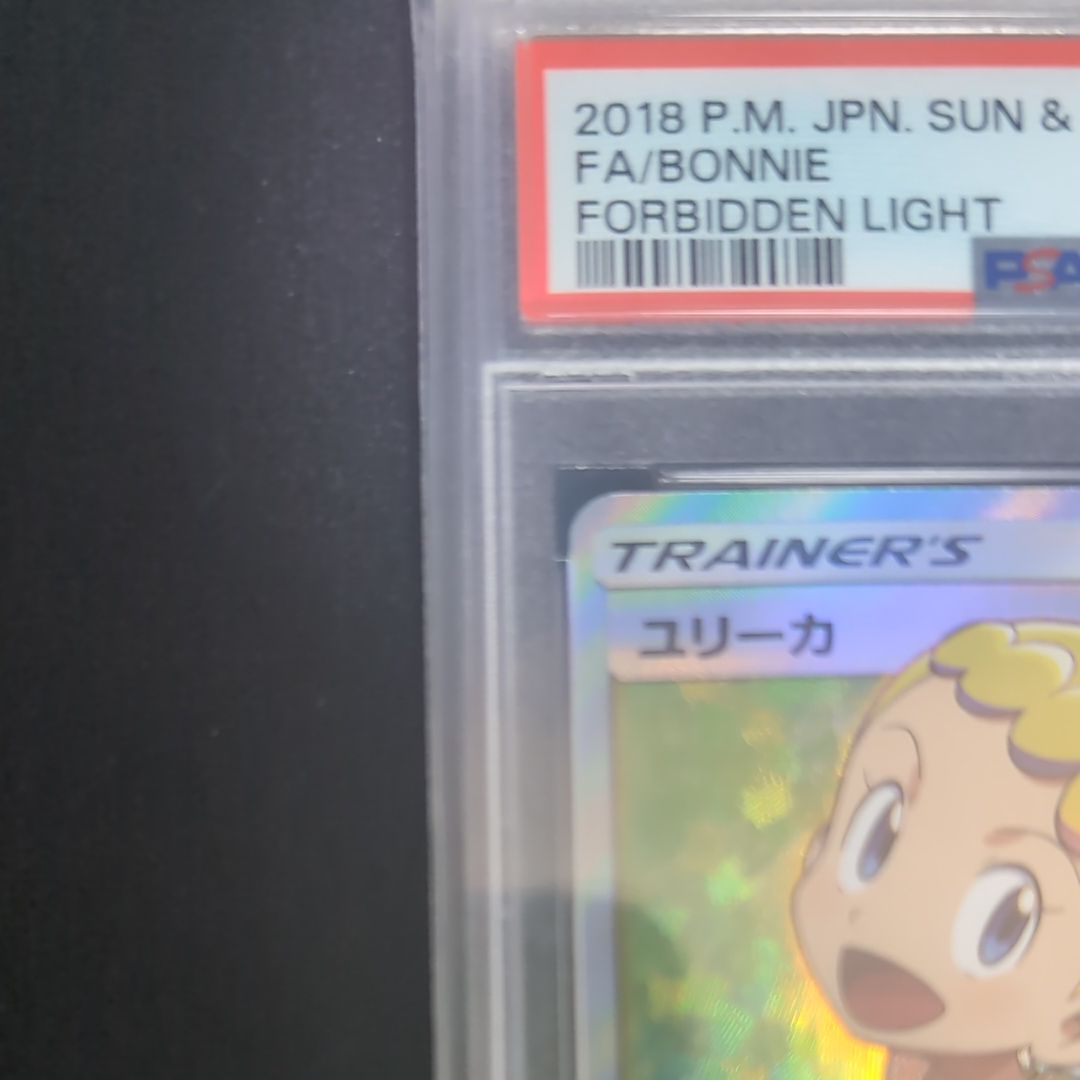 2018 P.M. JPN. SUN &
FA/BONNIE
FORBIDDEN LIGHT
PSA
TRAINER'S
ユリーカ